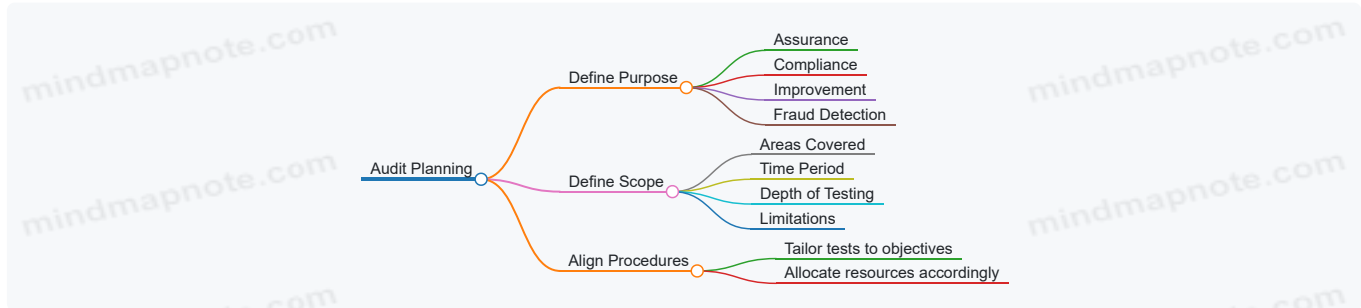 mindmapnote.com
mindmapnote.com
Assurance
Define Purpose
Compliance
Improvement
Fraud Detection
Areas Covered
Audit Planning
Time Period
Define Scope
Depth of Testing
Limitations
mindmapnote.com
mindmapnote.com
Tailor tests to objectives
Align Procedures
Allocate resources accordingly